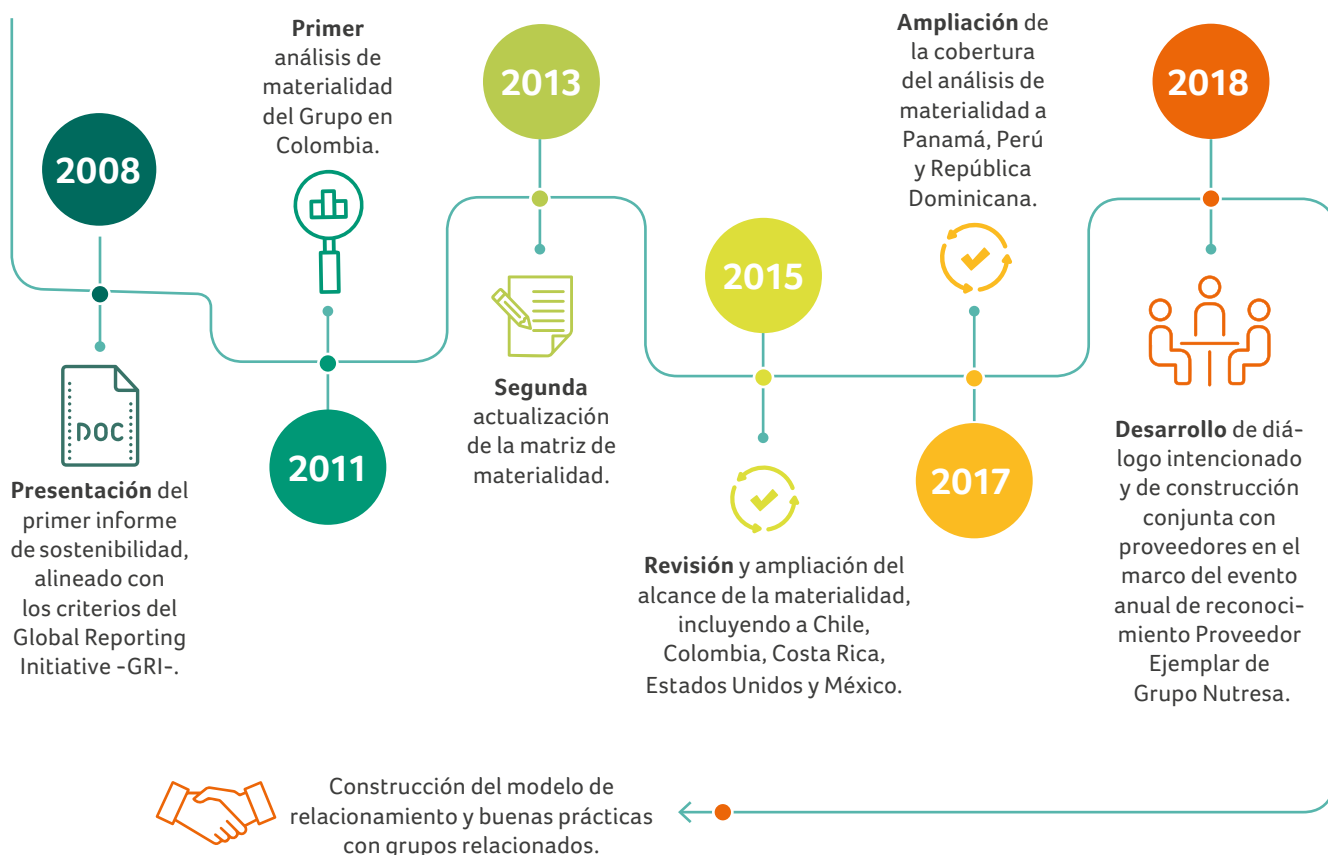 2008
DOC
Presentación del
primer informe
de sostenibilidad,
alineado con
los criterios del
Global Reporting
Initiative -GRI-.
Primer
análisis de
materialidad
del Grupo en
Colombia.
2011
2013
Segunda
actualización
de la matriz de
materialidad.
2015
Revisión y ampliación del
alcance de la materialidad,
incluyendo a Chile,
Colombia, Costa Rica,
Estados Unidos y México.
Ampliación de
la cobertura
del análisis de
materialidad a
Panamá, Perú
y República
Dominicana.
2017
2018
Desarrollo de diá-
logo intencionado
y de construcción
conjunta con
proveedores en el
marco del evento
anual de reconoci-
miento Proveedor
Ejemplar de
Grupo Nutresa.
Construcción del modelo de
relacionamiento y buenas prácticas
con grupos relacionados.